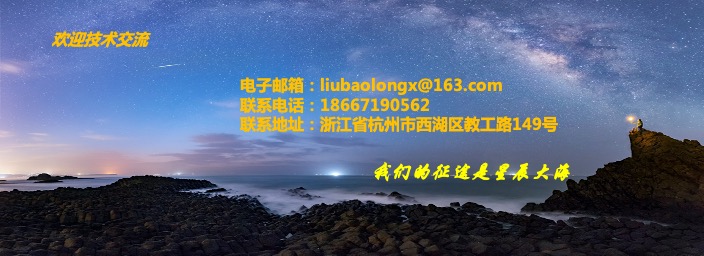 欢迎技术交流
电子邮箱：liubaolongx@163.com
联系电话：18667190562
联系地址：浙江省杭州市西湖区教工路149号
我们的征途是星辰大海